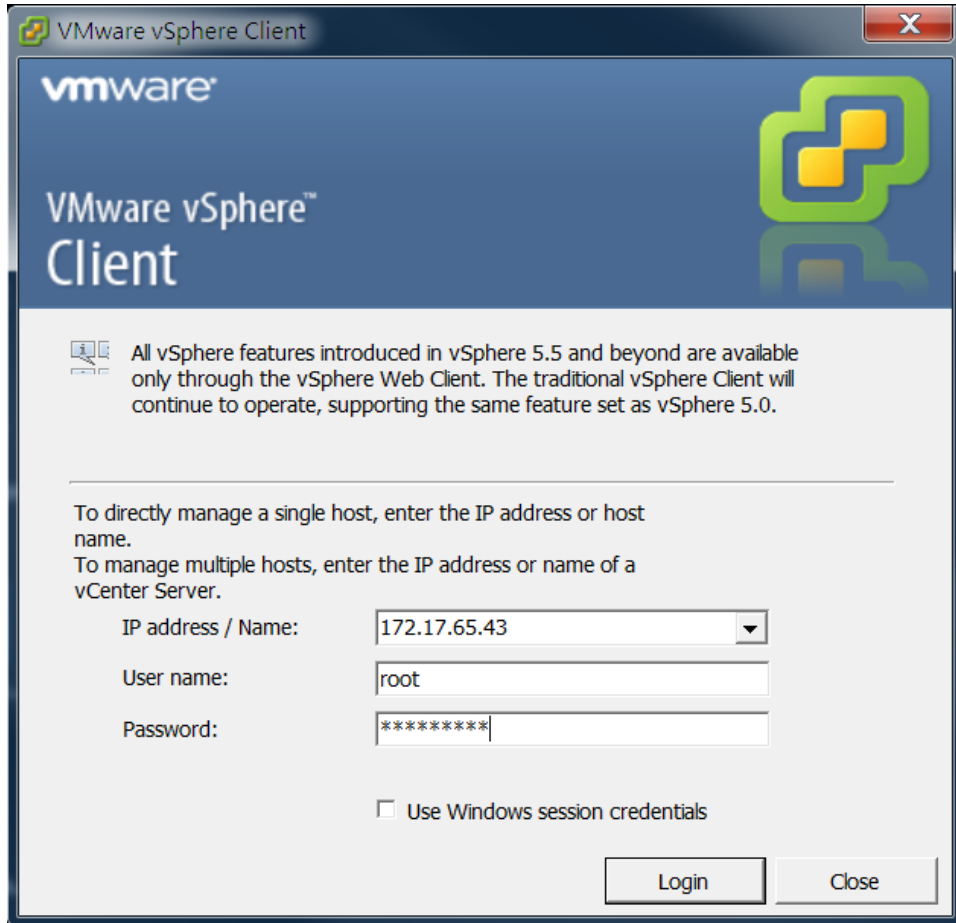 VMware vSphere Client
X
vmware
VMware vSphere™
Client
All vSphere features introduced in vSphere 5.5 and beyond are available
only through the vSphere Web Client. The traditional vSphere Client will
continue to operate, supporting the same feature set as vSphere 5.0.
To directly manage a single host, enter the IP address or host
name.
To manage multiple hosts, enter the IP address or name of a
vCenter Server.
IP address / Name: 172.17.65.43
User name: root
Password: *********
Use Windows session credentials
Login Close